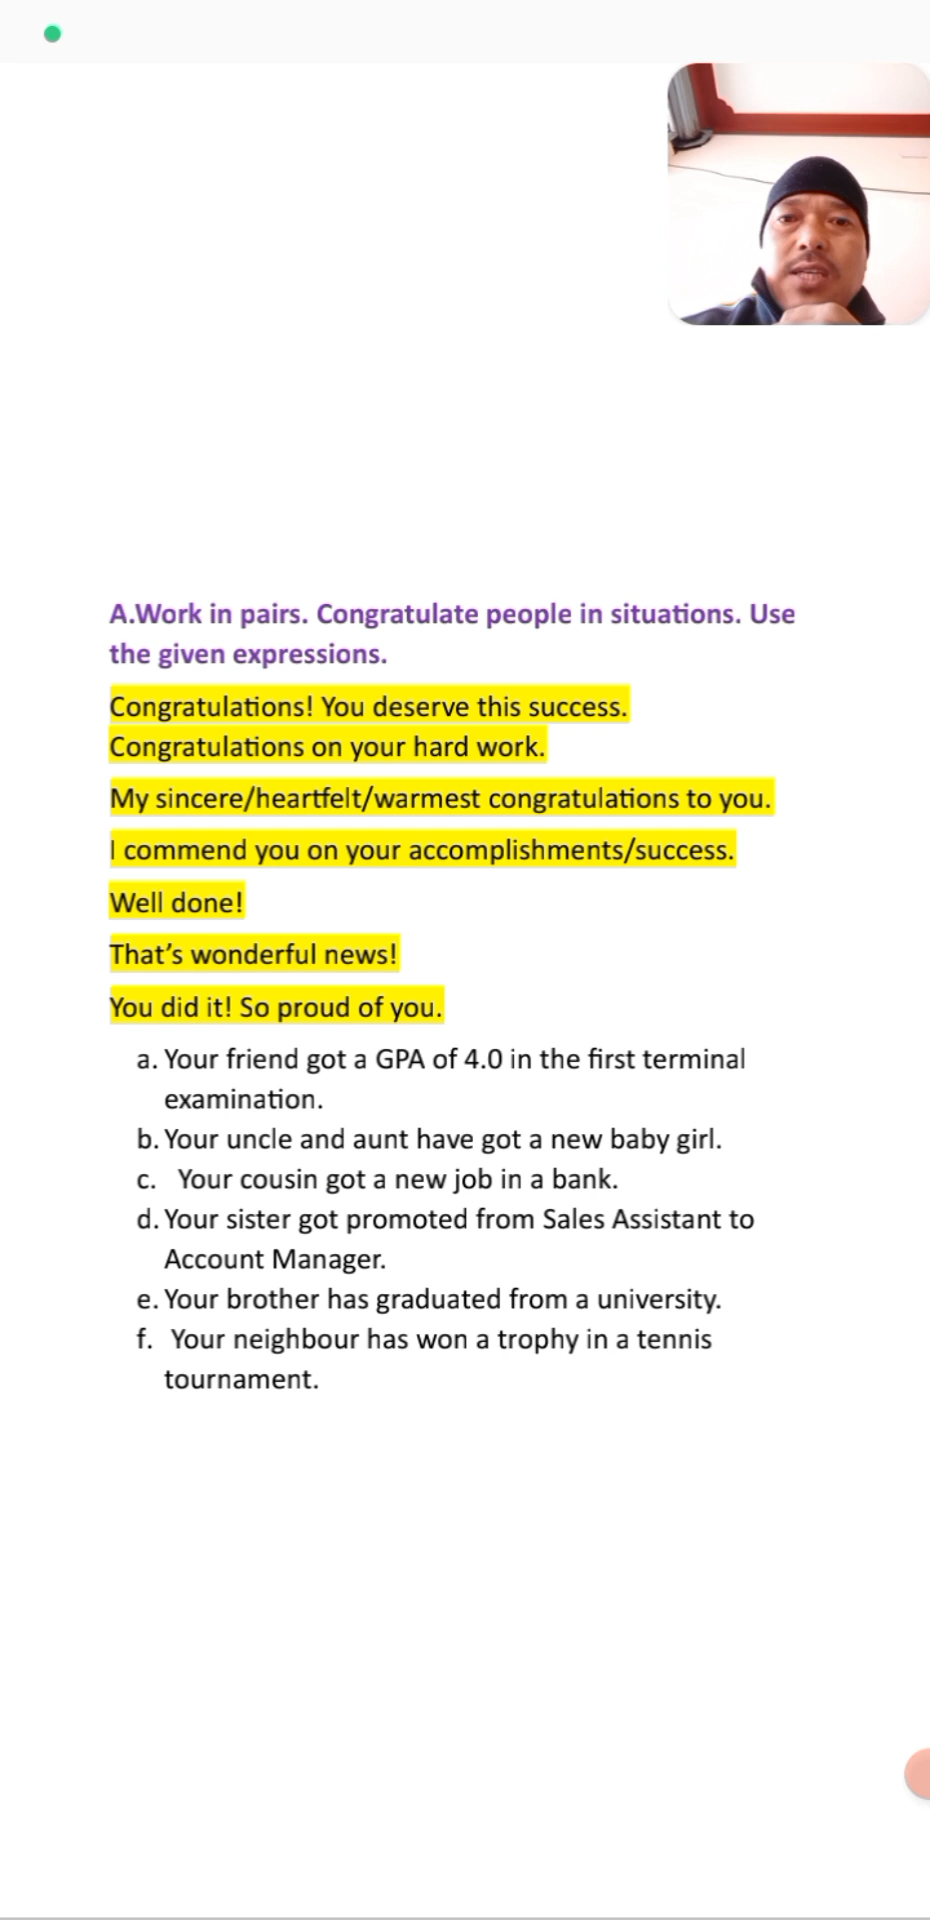 A.Work in pairs. Congratulate people in situations. Use
the given expressions.
Congratulations! You deserve this success.
Congratulations on your hard work.
My sincere/heartfelt/warmest congratulations to you.
I commend you on your accomplishments/success.
Well done!
That’s wonderful news!
You did it! So proud of you.
a. Your friend got a GPA of 4.0 in the first terminal
examination.
b. Your uncle and aunt have got a new baby girl.
c. Your cousin got a new job in a bank.
d. Your sister got promoted from Sales Assistant to
Account Manager.
e. Your brother has graduated from a university.
f. Your neighbour has won a trophy in a tennis
tournament.